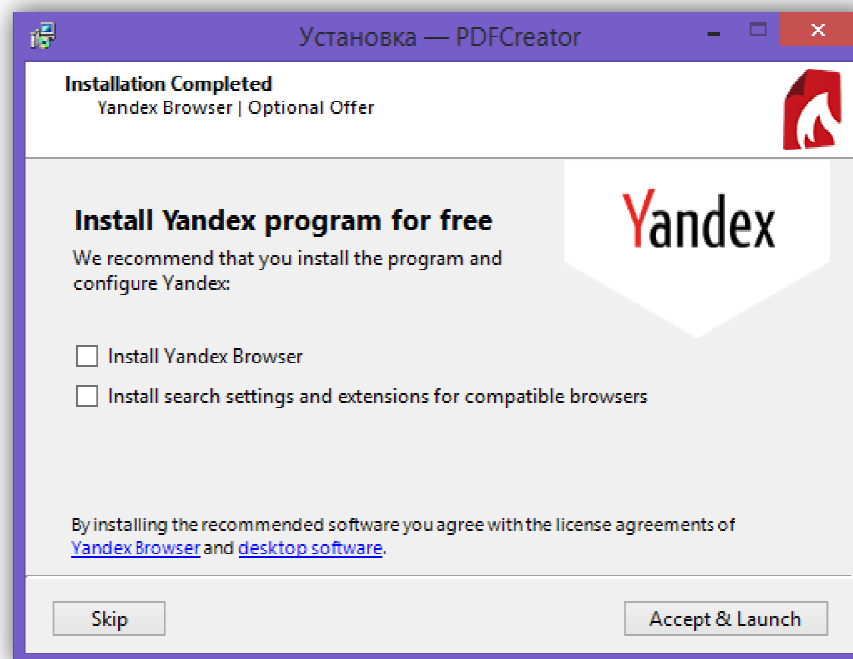 Установка — PDFCreator
Installation Completed
Yandex Browser | Optional Offer
Yandex
Install Yandex program for free
We recommend that you install the program and
configure Yandex:
Install Yandex Browser
Install search settings and extensions for compatible browsers
By installing the recommended software you agree with the license agreements of
Yandex Browser and desktop software.
Skip
Accept & Launch